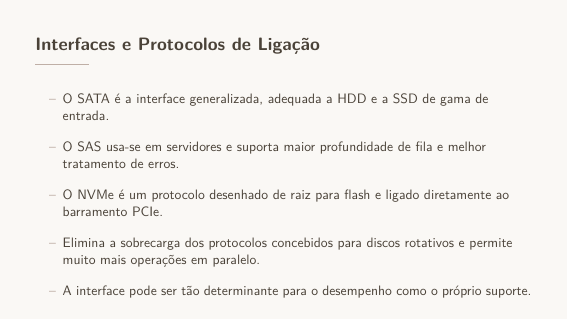 Interfaces e Protocolos de Ligação
– O SATA é a interface generalizada, adequada a HDD e a SSD de gama de
entrada.
– O SAS usa-se em servidores e suporta maior profundidade de fila e melhor
tratamento de erros.
– O NVMe é um protocolo desenhado de raiz para flash e ligado diretamente ao
barramento PCIe.
– Elimina a sobrecarga dos protocolos concebidos para discos rotativos e permite
muito mais operações em paralelo.
– A interface pode ser tão determinante para o desempenho como o próprio suporte.